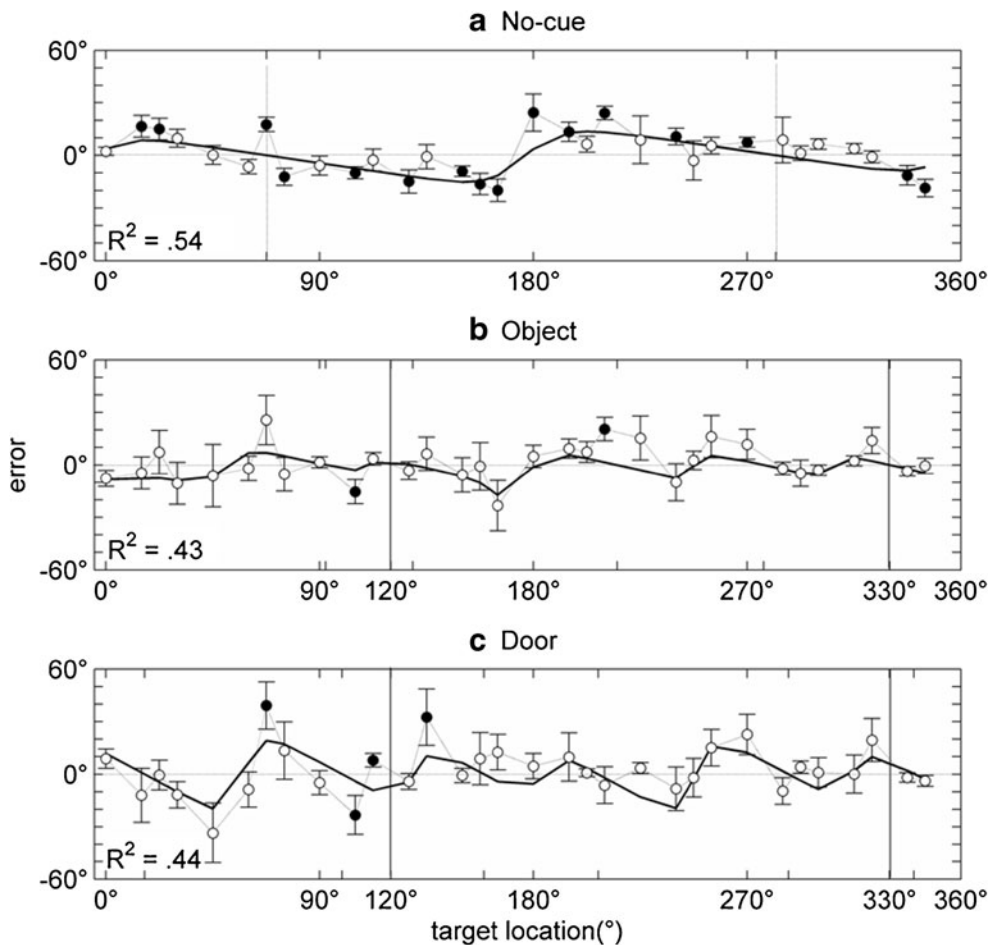 a No-cue
60°
0°
-60°
R² = .54
0° 90° 180° 270° 360°
b Object
60°
0°
-60°
R² = .43
0° 90° 120° 180° 270° 330° 360°
error
c Door
60°
0°
-60°
R² = .44
0° 90° 120° 180° 270° 330° 360°
target location(°)